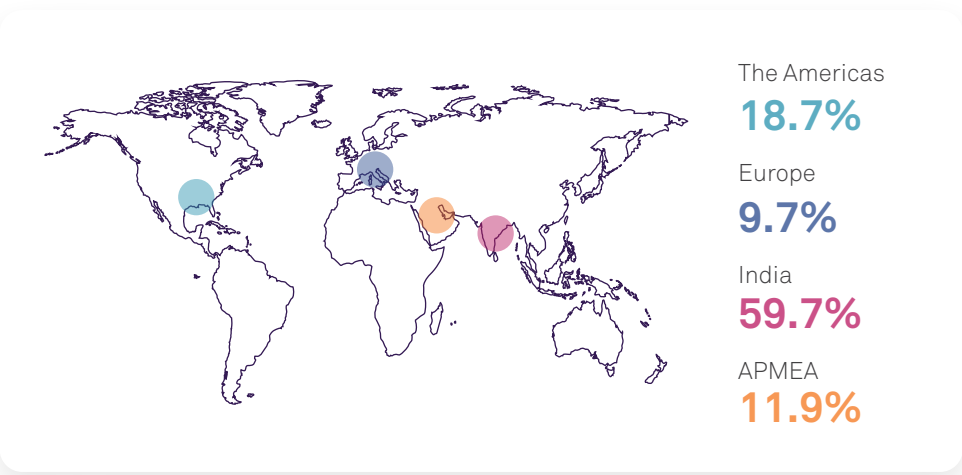 The Americas
18.7%
Europe
9.7%
India
59.7%
APMEA
11.9%